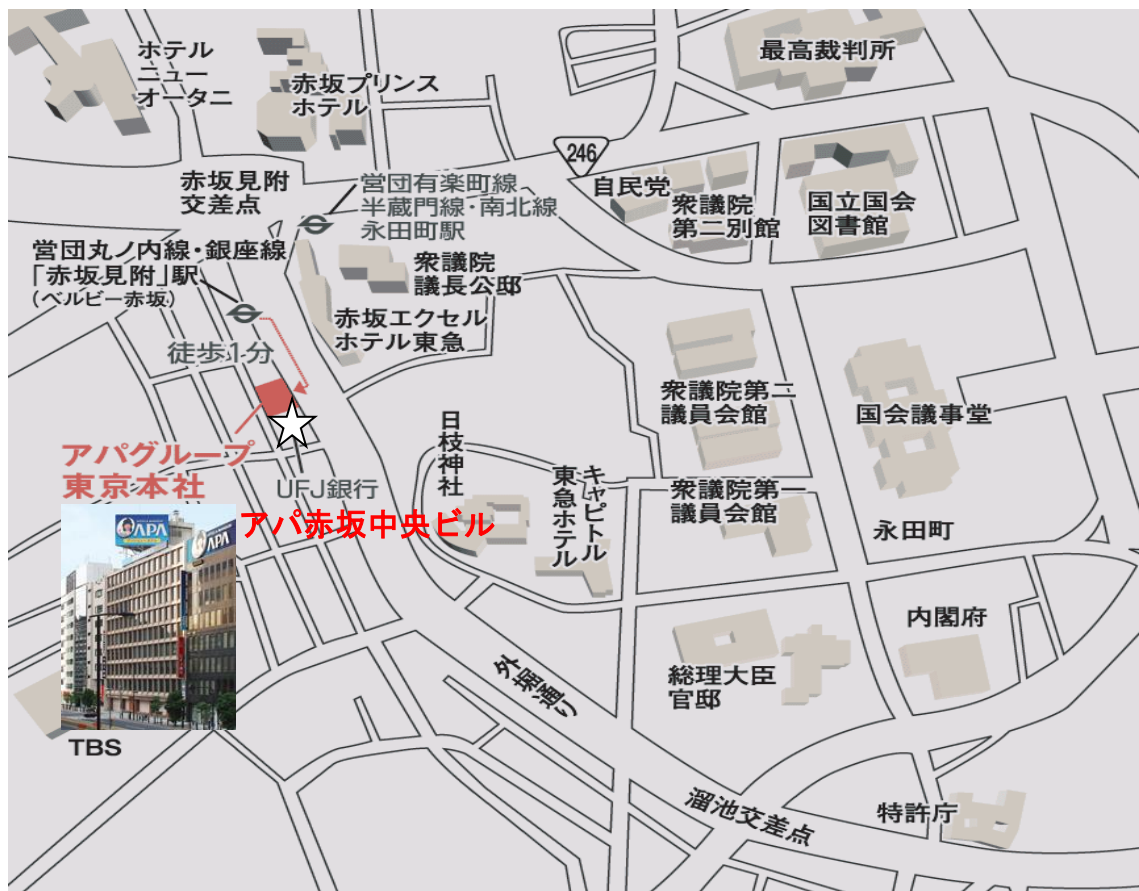 ホテル
ニュー
オータニ
赤坂プリンス
ホテル
最高裁判所
246
赤坂見附
交差点
営団有楽町線
半蔵門線・南北線
永田町駅
自民党
衆議院
第二別館
国立国会
図書館
営団丸ノ内線・銀座線
「赤坂見附」駅
(ベルビー赤坂)
衆議院
議長公邸
赤坂エクセル
ホテル東急
徒歩1分
衆議院第二
議員会館
国会議事堂
アパグループ
東京本社
日枝神社
キャピトル
東急ホテル
UFJ銀行
衆議院第一
議員会館
アパ赤坂中央ビル
永田町
APA
APA
内閣府
総理大臣
官邸
外堀通り
TBS
溜池交差点
特許庁